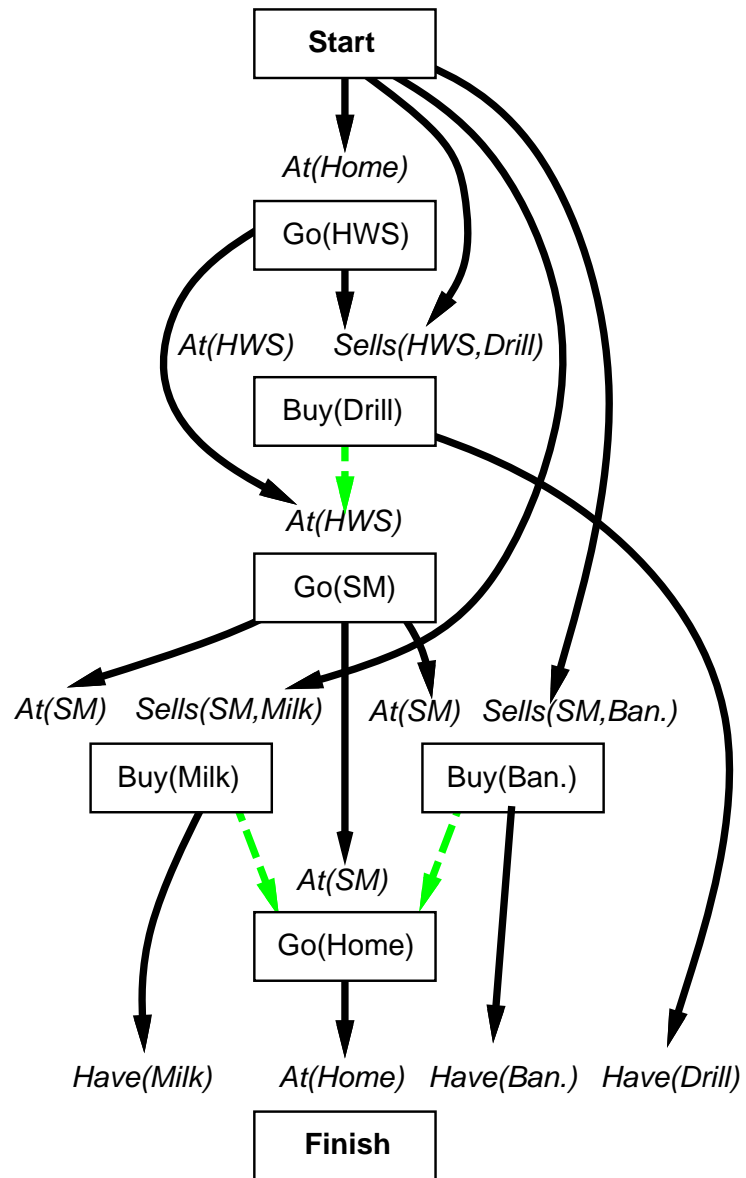 Start
At(Home)
Go(HWS)
At(HWS) Sells(HWS,Drill)
Buy(Drill)
At(HWS)
Go(SM)
At(SM) Sells(SM,Milk) At(SM) Sells(SM,Ban.)
Buy(Milk) Buy(Ban.)
At(SM)
Go(Home)
Have(Milk) At(Home) Have(Ban.) Have(Drill)
Finish